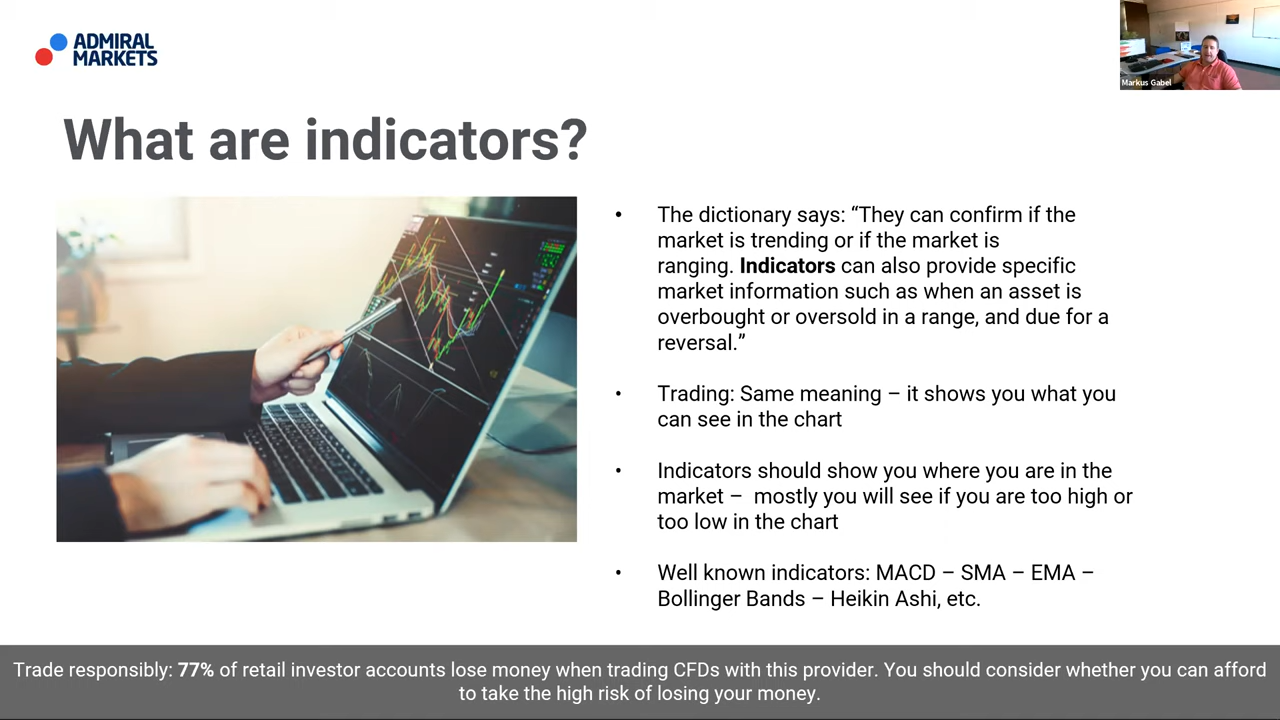 ADMIRAL
MARKETS
Markus Gabel
What are indicators?
• The dictionary says: “They can confirm if the
market is trending or if the market is
ranging. Indicators can also provide specific
market information such as when an asset is
overbought or oversold in a range, and due for a
reversal.”
• Trading: Same meaning – it shows you what you
can see in the chart
• Indicators should show you where you are in the
market –  mostly you will see if you are too high or
too low in the chart
• Well known indicators: MACD – SMA – EMA –
Bollinger Bands – Heikin Ashi, etc.
Trade responsibly: 77% of retail investor accounts lose money when trading CFDs with this provider. You should consider whether you can afford
to take the high risk of losing your money.